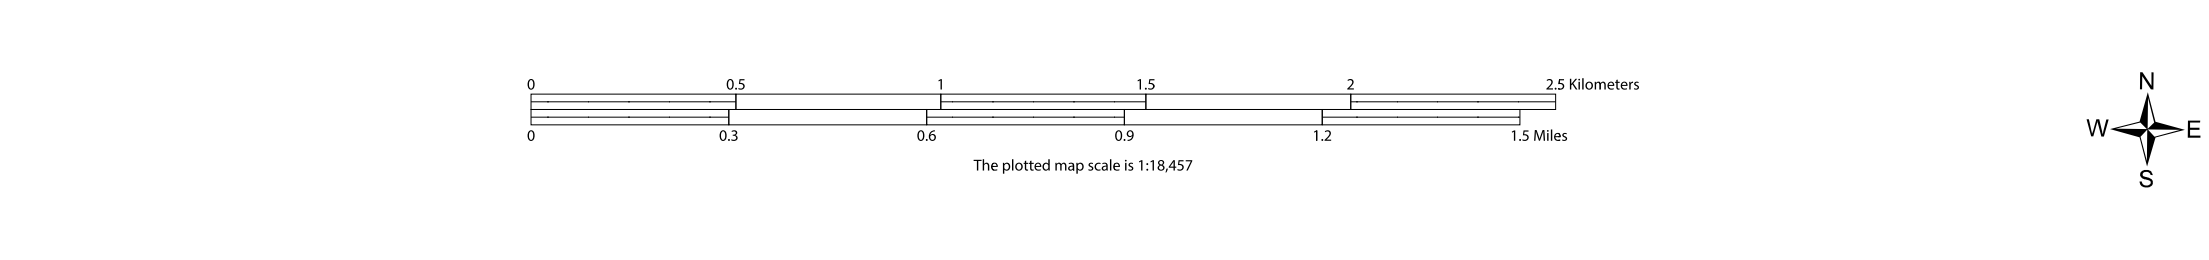 0 0.5 1 1.5 2 2.5 Kilometers
0 0.3 0.6 0.9 1.2 1.5 Miles
The plotted map scale is 1:18,457
N
W E
S